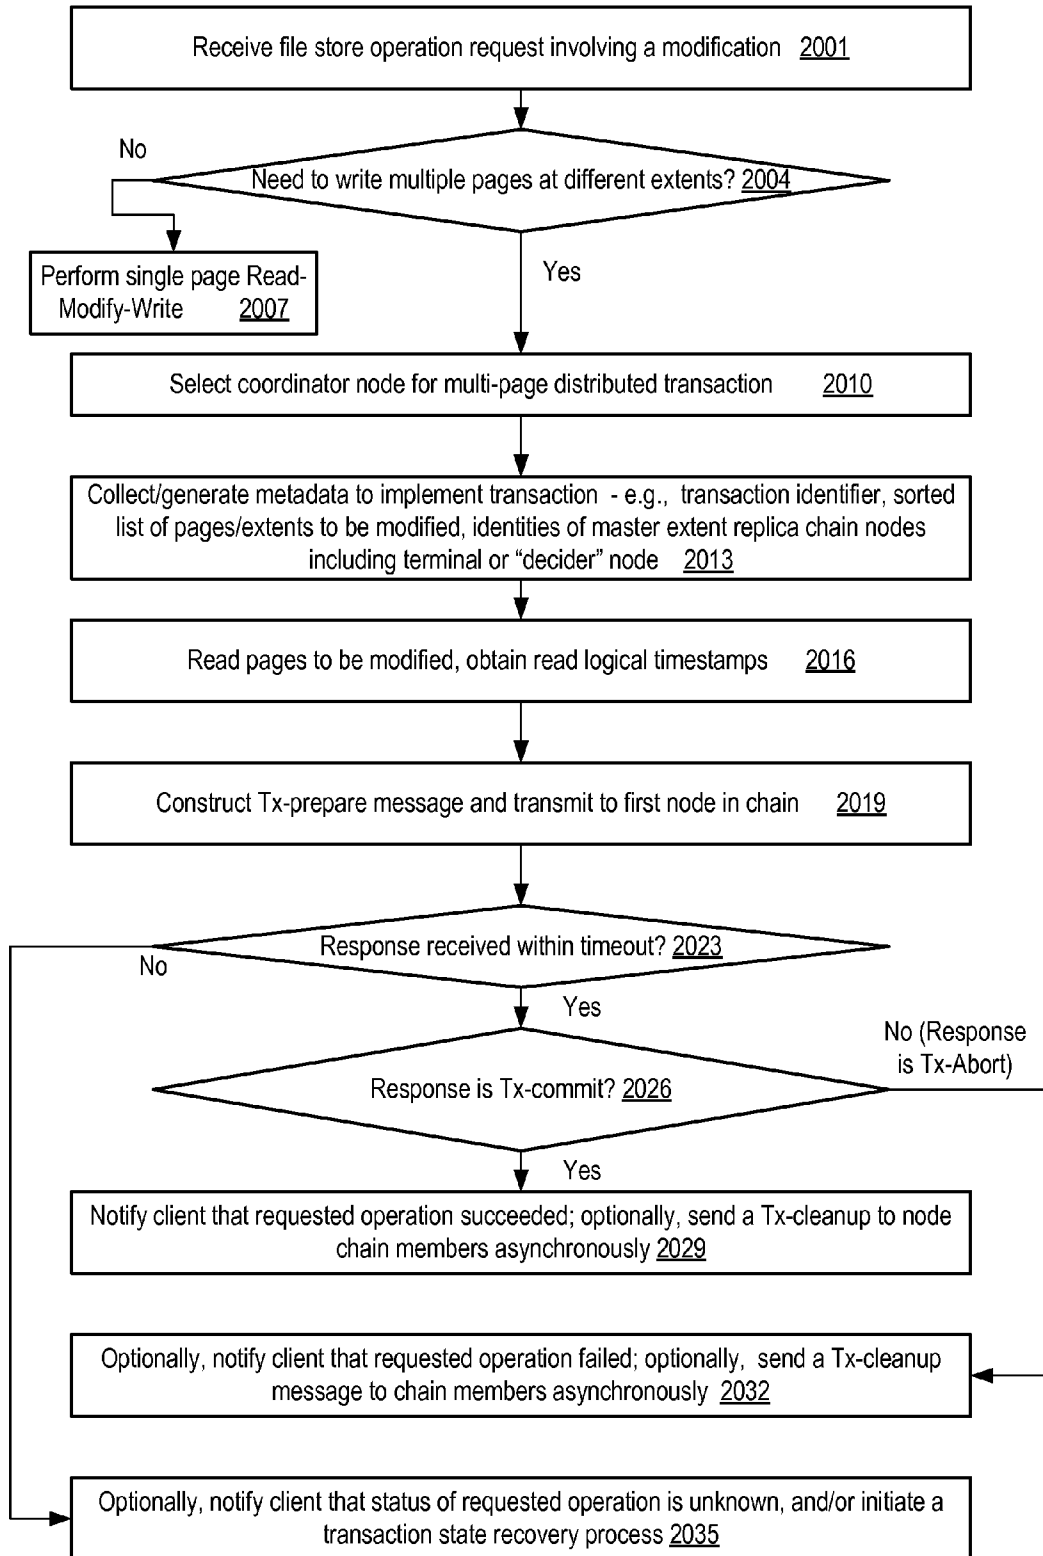 Receive file store operation request involving a modification 2001
No
Need to write multiple pages at different extents? 2004
Yes
Perform single page Read-
Modify-Write 2007
Select coordinator node for multi-page distributed transaction 2010
Collect/generate metadata to implement transaction - e.g., transaction identifier, sorted
list of pages/extents to be modified, identities of master extent replica chain nodes
including terminal or “decider” node 2013
Read pages to be modified, obtain read logical timestamps 2016
Construct Tx-prepare message and transmit to first node in chain 2019
Response received within timeout? 2023
No
Yes
No (Response
is Tx-Abort)
Response is Tx-commit? 2026
Yes
Notify client that requested operation succeeded; optionally, send a Tx-cleanup to node
chain members asynchronously 2029
Optionally, notify client that requested operation failed; optionally, send a Tx-cleanup
message to chain members asynchronously 2032
Optionally, notify client that status of requested operation is unknown, and/or initiate a
transaction state recovery process 2035